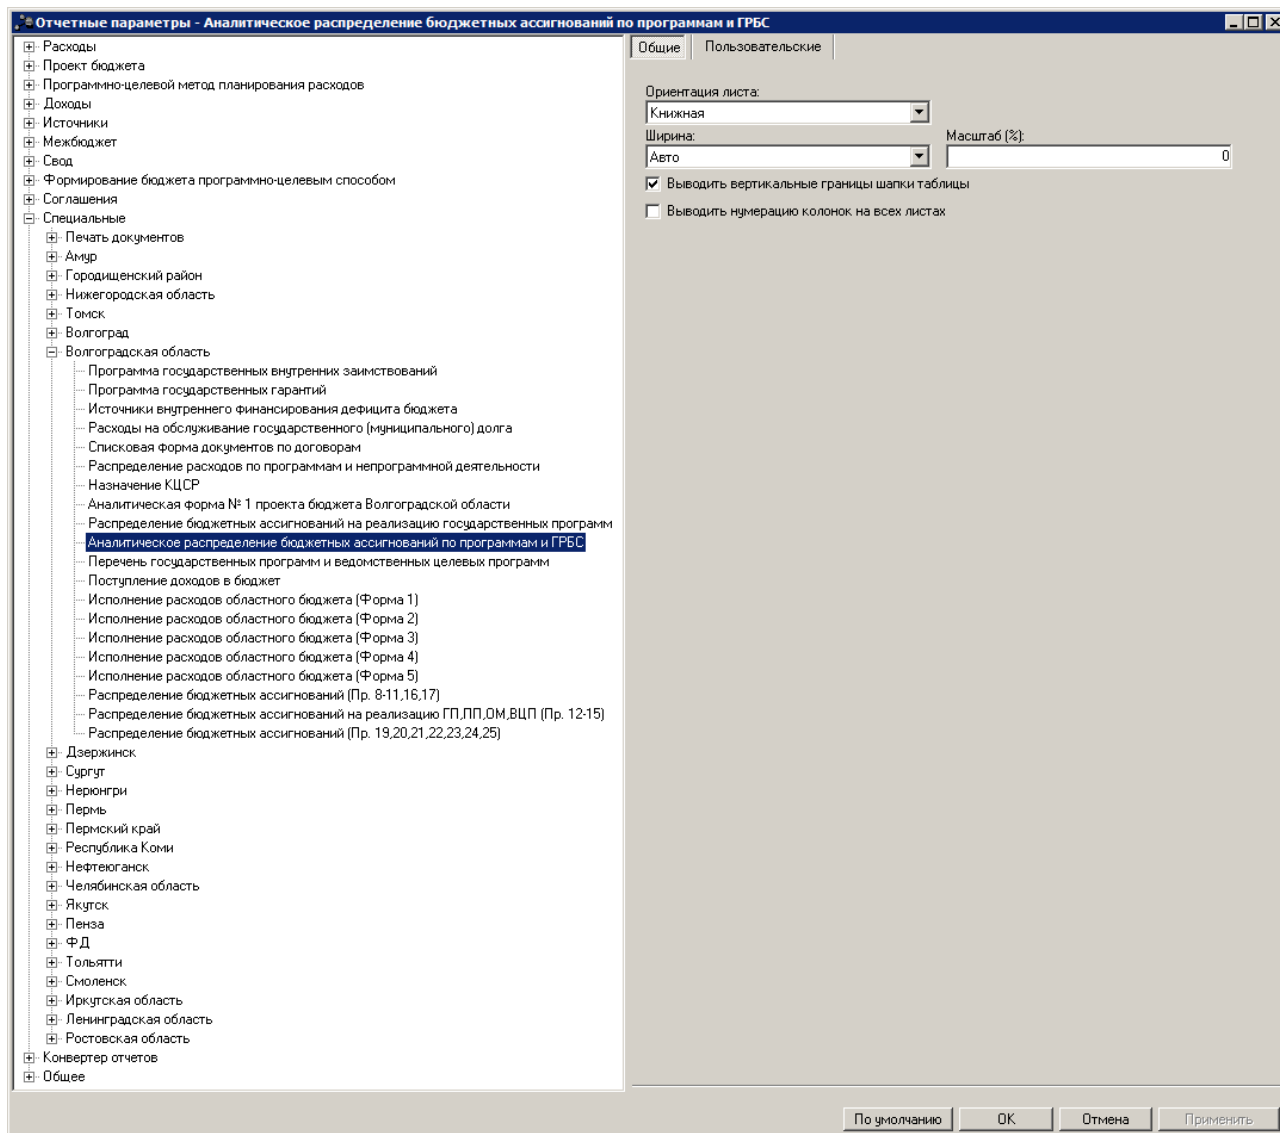 Отчетные параметры - Аналитическое распределение бюджетных ассигнований по программам и ГРБС
Расходы
Проект бюджета
Программно-целевой метод планирования расходов
Доходы
Источники
Межбюджет
Свод
Формирование бюджета программно-целевым способом
Соглашения
Специальные
Печать документов
Амур
Городищенский район
Нижегородская область
Томск
Волгоград
Волгоградская область
Программа государственных внутренних заимствований
Программа государственных гарантий
Источники внутреннего финансирования дефицита бюджета
Расходы на обслуживание государственного (муниципального) долга
Списковая форма документов по договорам
Распределение расходов по программам и непрограммной деятельности
Назначение КЦСР
Аналитическая форма № 1 проекта бюджета Волгоградской области
Распределение бюджетных ассигнований на реализацию государственных программ
Аналитическое распределение бюджетных ассигнований по программам и ГРБС
Перечень государственных программ и ведомственных целевых программ
Поступление доходов в бюджет
Исполнение расходов областного бюджета (Форма 1)
Исполнение расходов областного бюджета (Форма 2)
Исполнение расходов областного бюджета (Форма 3)
Исполнение расходов областного бюджета (Форма 4)
Исполнение расходов областного бюджета (Форма 5)
Распределение бюджетных ассигнований (Пр. 8-11,16,17)
Распределение бюджетных ассигнований на реализацию ГП,ПП,ОМ,ВЦП (Пр. 12-15)
Распределение бюджетных ассигнований (Пр. 19,20,21,22,23,24,25)
Дзержинск
Сургут
Нерюнгри
Пермь
Пермский край
Республика Коми
Нефтеюганск
Челябинская область
Якутск
Пенза
ФД
Тольятти
Смоленск
Иркутская область
Ленинградская область
Ростовская область
Конвертер отчетов
Общее
Общие Пользовательские
Ориентация листа:
Книжная
Ширина: Масштаб (%):
Авто 0
Выводить вертикальные границы шапки таблицы
Выводить нумерацию колонок на всех листах
По умолчанию OK Отмена Применить